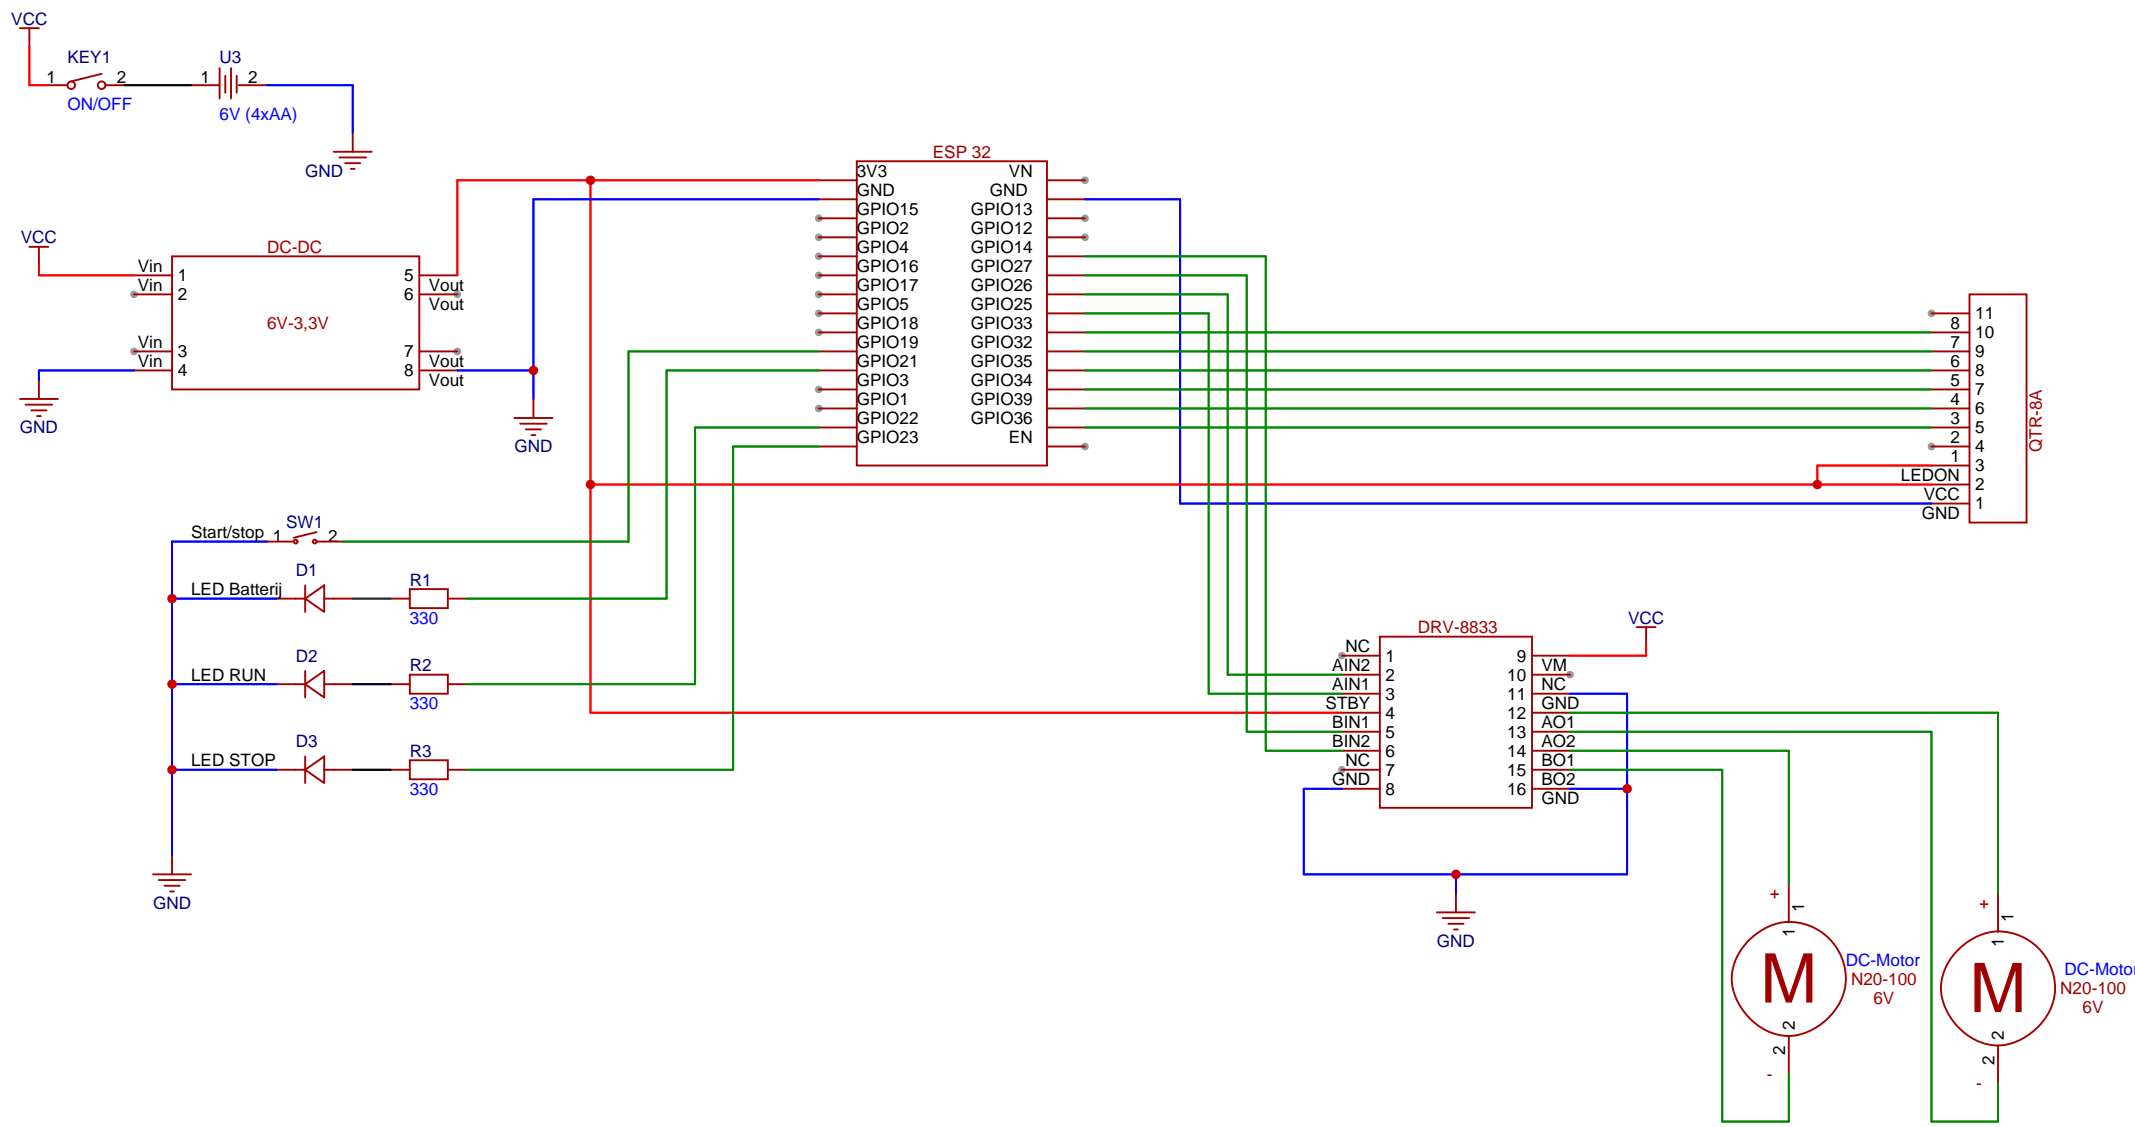 VCC
KEY1
1
2
ON/OFF
U3
1
2
6V (4xAA)
GND
VCC
DC-DC
6V-3,3V
Vin
1
Vin
2
Vin
3
Vin
4
5
Vout
6
Vout
7
Vout
8
Vout
GND
GND
ESP 32
3V3
GND
GPIO15
GPIO2
GPIO4
GPIO16
GPIO17
GPIO5
GPIO18
GPIO19
GPIO21
GPIO3
GPIO1
GPIO22
GPIO23
VN
GND
GPIO13
GPIO12
GPIO14
GPIO27
GPIO26
GPIO25
GPIO33
GPIO32
GPIO35
GPIO34
GPIO39
GPIO36
EN
11
8
10
7
9
6
8
5
7
4
6
3
5
2
4
1
3
LEDON
2
VCC
1
GND
QTR-8A
Start/stop
1
SW1
2
LED Batterij
D1
R1
330
LED RUN
D2
R2
330
LED STOP
D3
R3
330
GND
DRV-8833
VCC
NC
1
AIN2
2
AIN1
3
STBY
4
BIN1
5
BIN2
6
NC
7
GND
8
9
VM
10
NC
11
GND
12
AO1
13
AO2
14
BO1
15
BO2
16
GND
GND
+
1
1
M
2
2
-
DC-Motor
N20-100
6V
+
1
1
M
2
2
-
DC-Motor
N20-100
6V